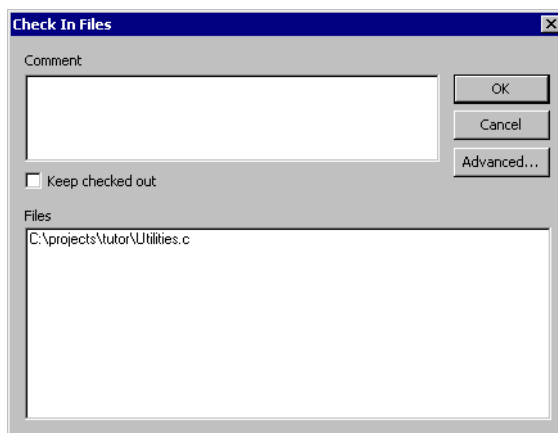 Check In Files
Comment
OK
Cancel
Advanced...
Keep checked out
Files
C:\projects\tutor\Utilities.c